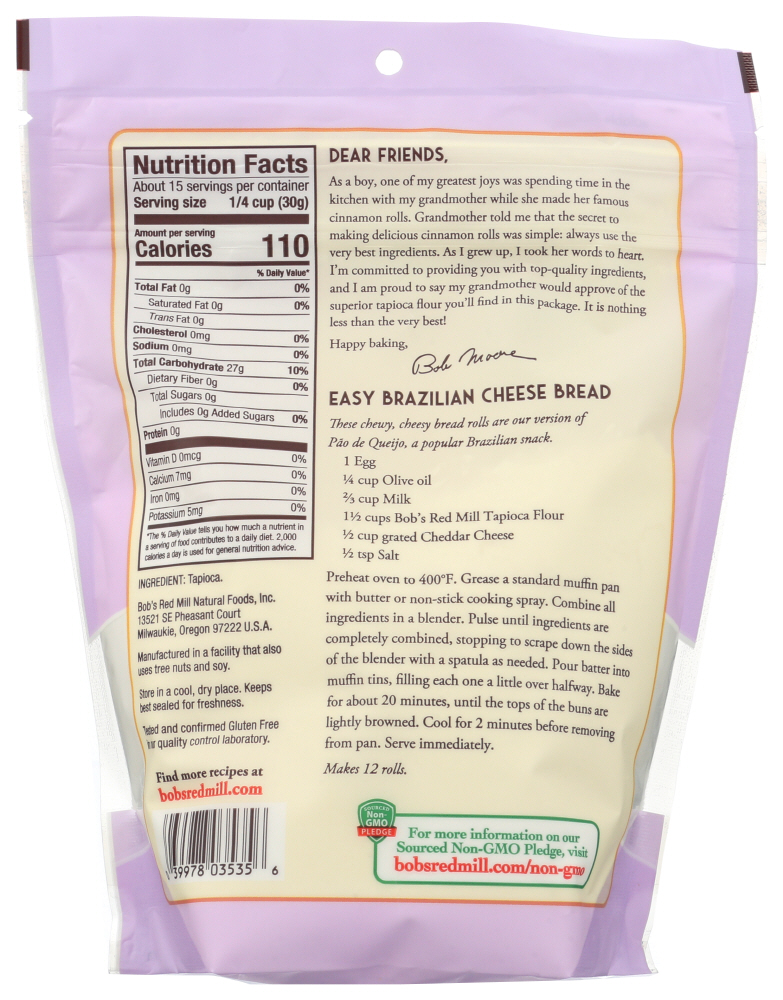 Nutrition Facts
About 15 servings per container
Serving size 1/4 cup (30g)
Amount per serving
Calories 110
% Daily Value*
Total Fat 0g 0%
Saturated Fat 0g 0%
Trans Fat 0g
Cholesterol 0mg 0%
Sodium 0mg 0%
Total Carbohydrate 27g 10%
Dietary Fiber 0g 0%
Total Sugars 0g
Includes 0g Added Sugars 0%
Protein 0g
Vitamin D 0mcg 0%
Calcium 7mg 0%
Iron 0mg 0%
Potassium 5mg 0%
*The % Daily Value tells you how much a nutrient in
a serving of food contributes to a daily diet. 2,000
calories a day is used for general nutrition advice.
INGREDIENT: Tapioca.
Bob's Red Mill Natural Foods, Inc.
13521 SE Pheasant Court
Milwaukie, Oregon 97222 U.S.A.
Manufactured in a facility that also
uses tree nuts and soy.
Store in a cool, dry place. Keeps
best sealed for freshness.
Tested and confirmed Gluten Free
in our quality control laboratory.
Find more recipes at
bobsredmill.com
39978 03535 6
DEAR FRIENDS,
As a boy, one of my greatest joys was spending time in the
kitchen with my grandmother while she made her famous
cinnamon rolls. Grandmother told me that the secret to
making delicious cinnamon rolls was simple: always use the
very best ingredients. As I grew up, I took her words to heart.
I'm committed to providing you with top-quality ingredients,
and I am proud to say my grandmother would approve of the
superior tapioca flour you'll find in this package. It is nothing
less than the very best!
Happy baking,
Bob Moore
EASY BRAZILIAN CHEESE BREAD
These chewy, cheesy bread rolls are our version of
Pão de Queijo, a popular Brazilian snack.
1 Egg
¼ cup Olive oil
⅔ cup Milk
1½ cups Bob's Red Mill Tapioca Flour
½ cup grated Cheddar Cheese
½ tsp Salt
Preheat oven to 400°F. Grease a standard muffin pan
with butter or non-stick cooking spray. Combine all
ingredients in a blender. Pulse until ingredients are
completely combined, stopping to scrape down the sides
of the blender with a spatula as needed. Pour batter into
muffin tins, filling each one a little over halfway. Bake
for about 20 minutes, until the tops of the buns are
lightly browned. Cool for 2 minutes before removing
from pan. Serve immediately.
Makes 12 rolls.
SOURCED
Non-
GMO
PLEDGE
For more information on our
Sourced Non-GMO Pledge, visit
bobsredmill.com/non-gmo